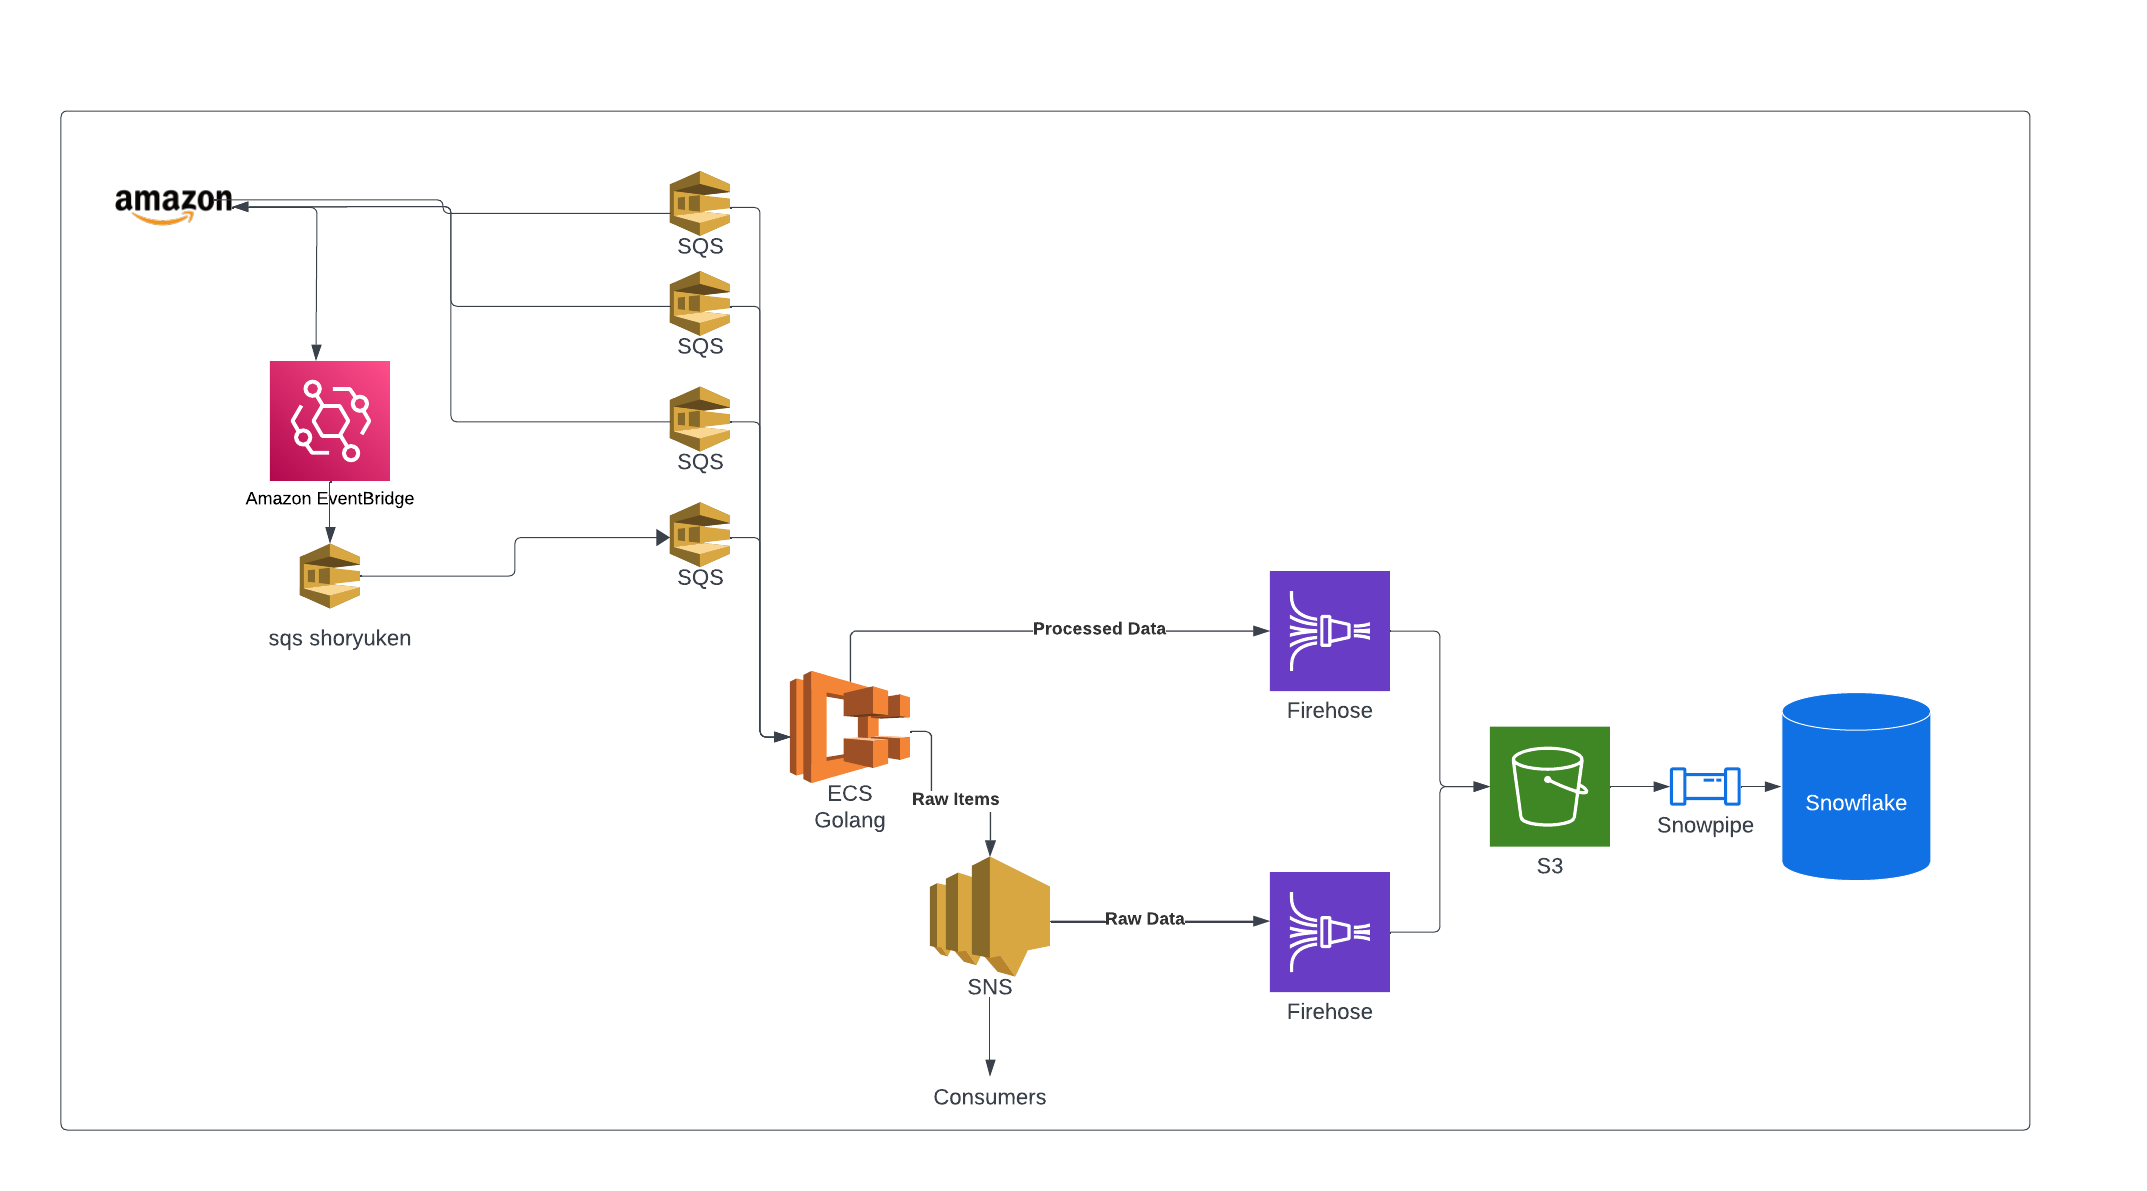 amazon
SQS
SQS
SQS
Amazon EventBridge
SQS
sqs shoryuken
Processed Data
Firehose
ECS
Golang
Raw Items
Snowflake
Snowpipe
S3
Raw Data
SNS
Firehose
Consumers